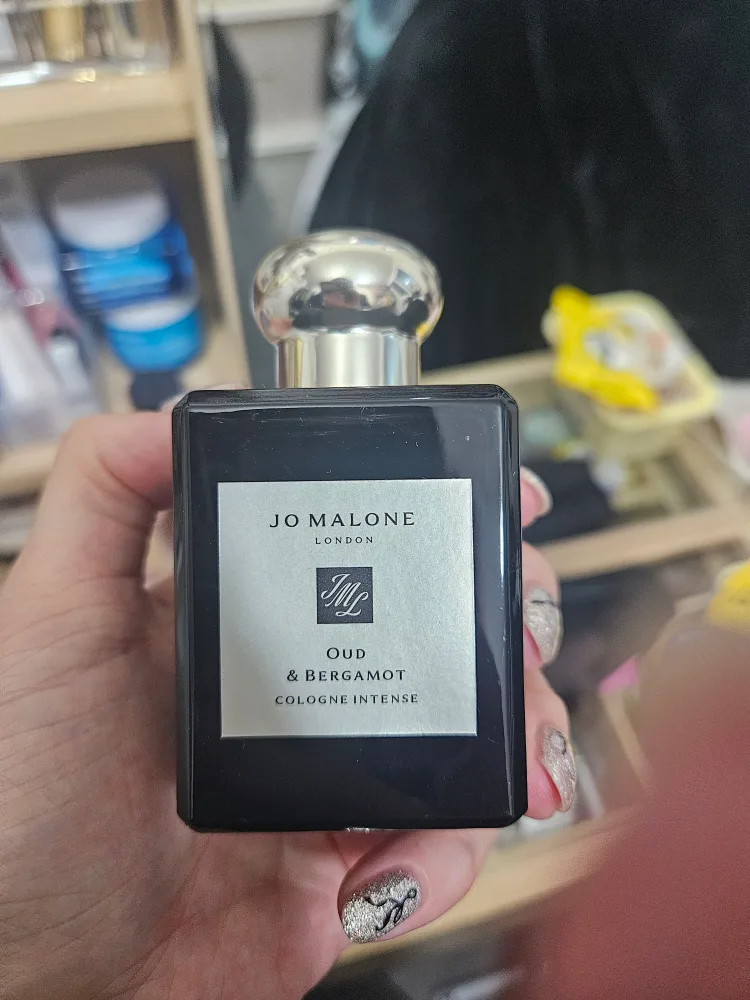 JO MALONE
LONDON
JML
OUD
& BERGAMOT
COLOGNE INTENSE